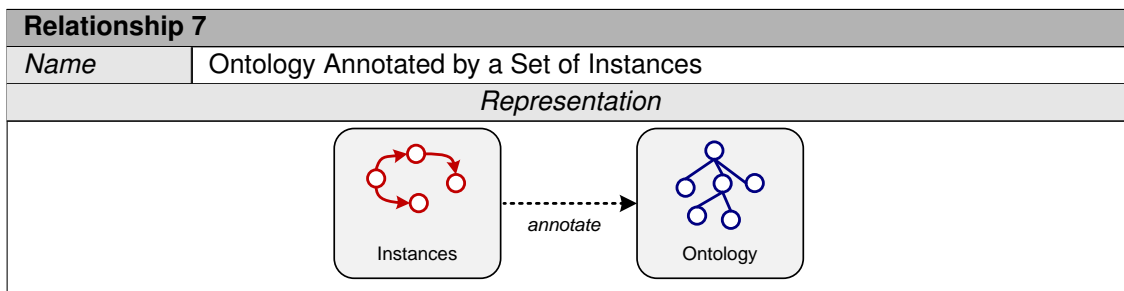 Relationship 7
Name Ontology Annotated by a Set of Instances
Representation
annotate
Instances Ontology